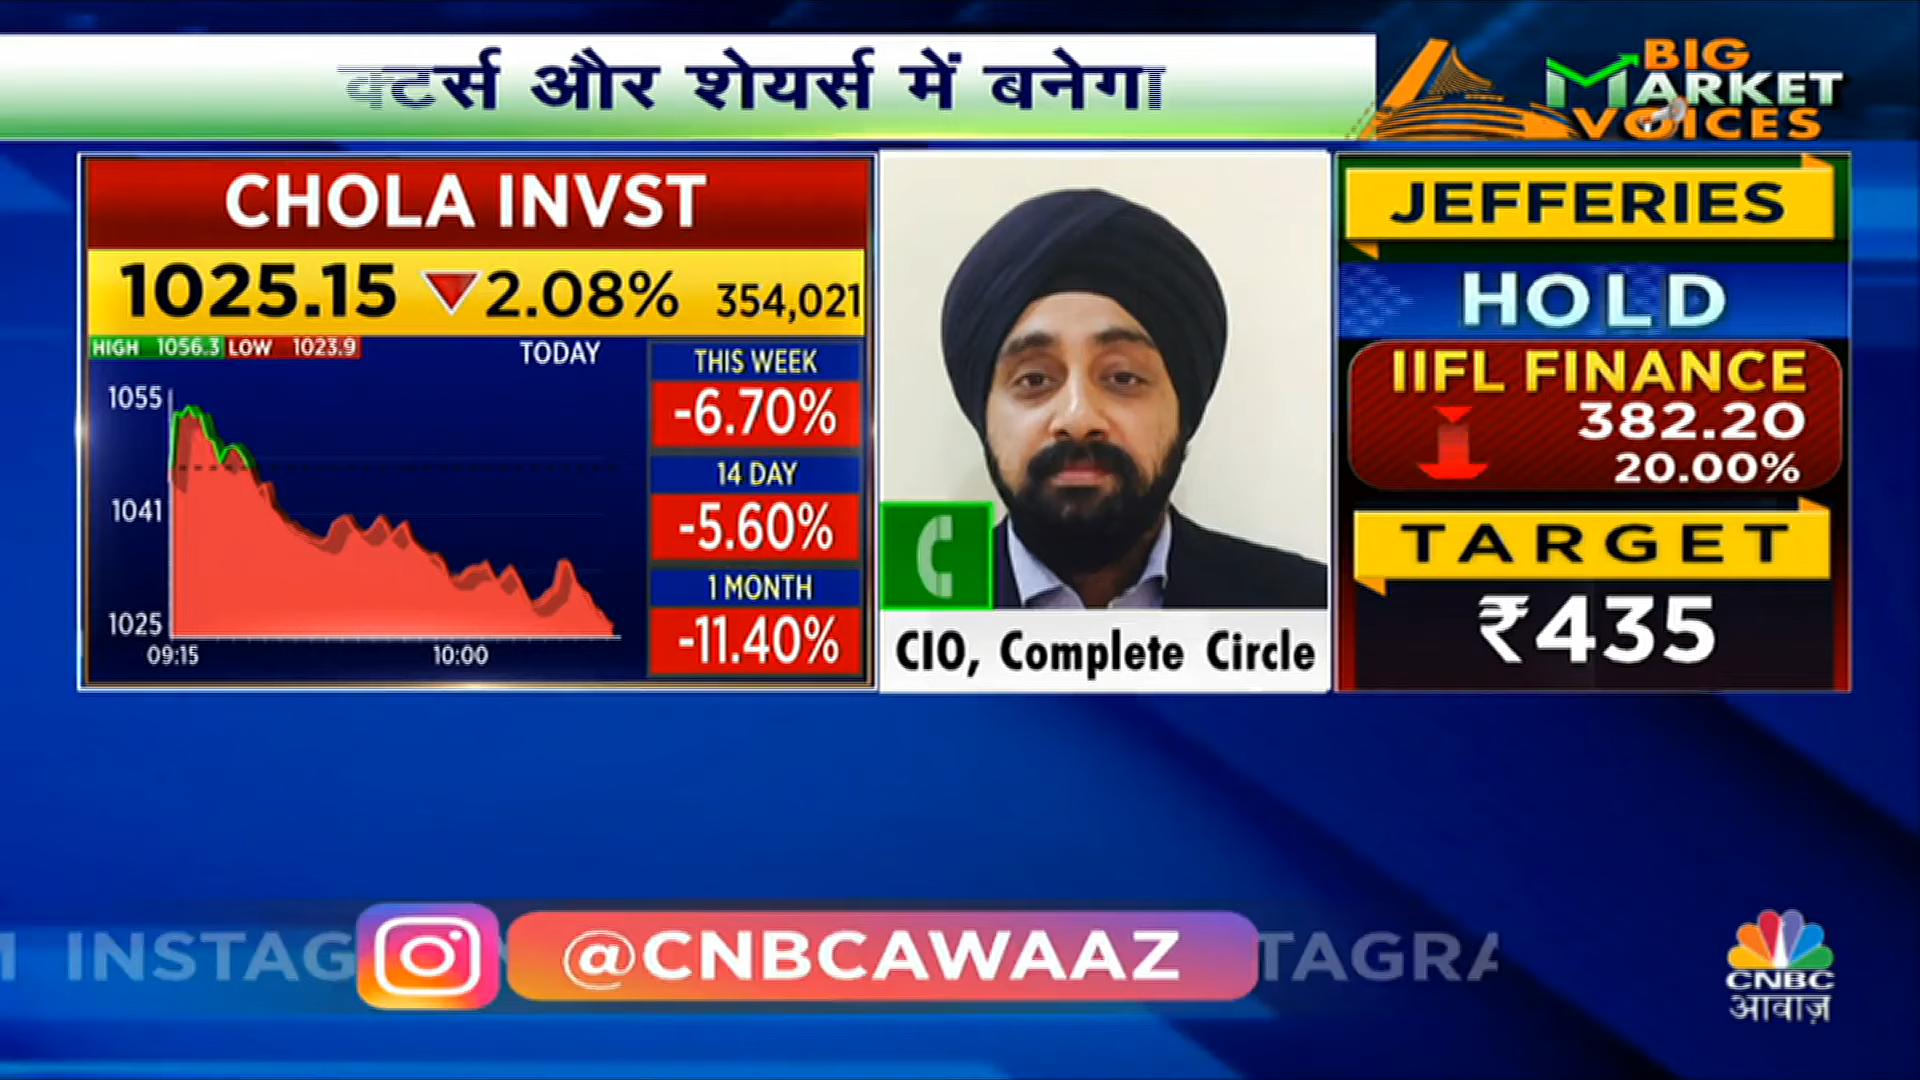 र्स और शेयर्स में बनेगा
BIG
MARKET
VOICES
CHOLA INVST
1025.15 2.08% 354,021
HIGH 1056.3 LOW 1023.9
TODAY
1055
1041
1025
09:15 10:00
THIS WEEK
-6.70%
14 DAY
-5.60%
1 MONTH
-11.40%
CIO, Complete Circle
JEFFERIES
HOLD
IIFL FINANCE
382.20
20.00%
TARGET
₹435
INSTAG
@CNBCAWAAZ
TAGRA
CNBC
आवाज़